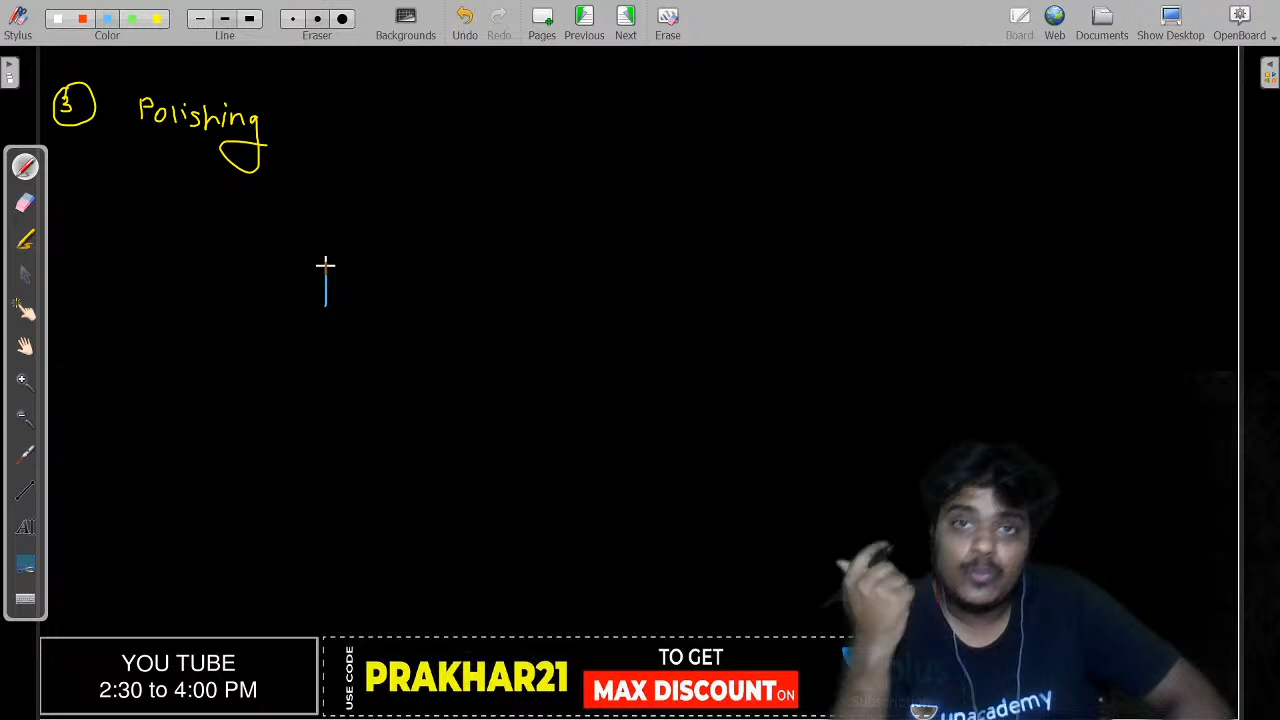 Stylus Color Line Eraser Backgrounds Undo Redo Pages Previous Next Erase Board Web Documents Show Desktop OpenBoard
3 Polishing
YOU TUBE
2:30 to 4:00 PM
USE CODE
PRAKHAR21
TO GET
MAX DISCOUNT ON
plus
unacademy